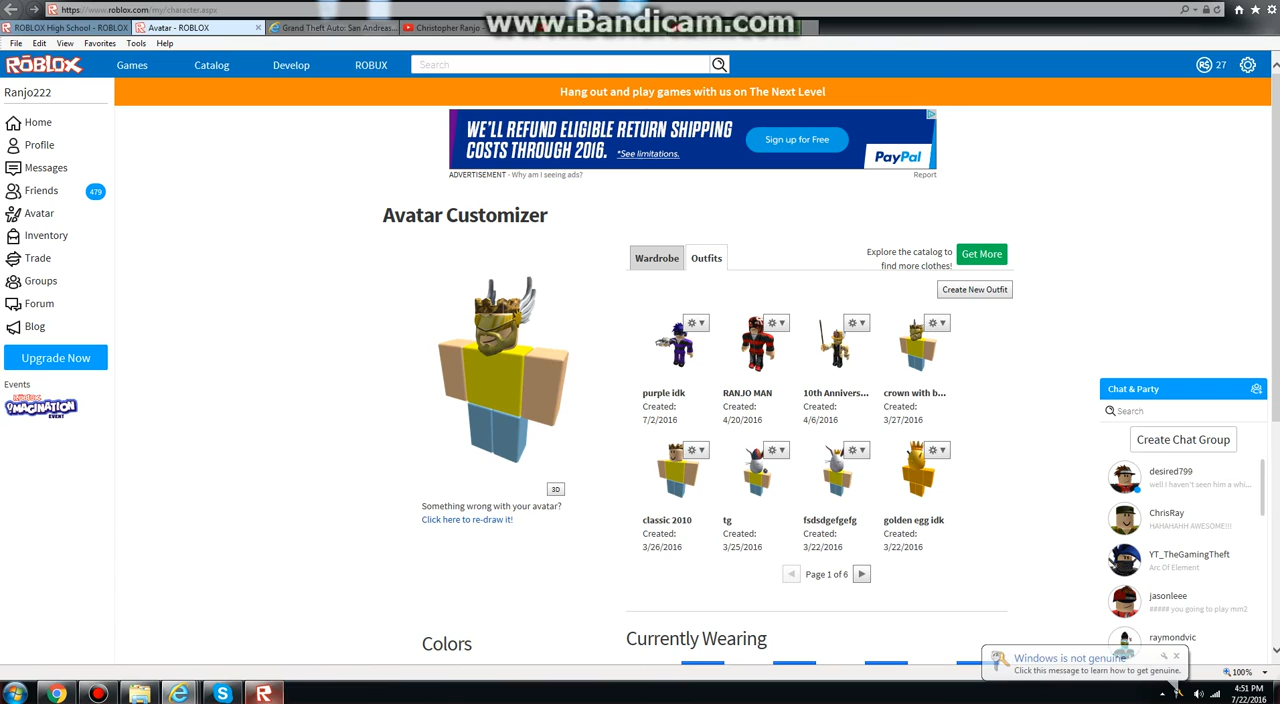 www.Bandicam.com
https://www.roblox.com/my/character.aspx
ROBLOX High School - ROBLOX
Avatar - ROBLOX
Grand Theft Auto: San Andreas...
Christopher Ranjo -
File Edit View Favorites Tools Help
ROBLOX
Games
Catalog
Develop
ROBUX
Search
R$ 27
Ranjo222
Hang out and play games with us on The Next Level
Home
Profile
Messages
Friends 479
Avatar
Inventory
Trade
Groups
Forum
Blog
Upgrade Now
Events
ROBLOX
IMAGINATION
EVENT
WE'LL REFUND ELIGIBLE RETURN SHIPPING
COSTS THROUGH 2016. *See limitations.
Sign up for Free
PayPal
ADVERTISEMENT - Why am I seeing ads?
Report
Avatar Customizer
Wardrobe
Outfits
Explore the catalog to
find more clothes!
Get More
Create New Outfit
purple idk
Created:
7/2/2016
RANJO MAN
Created:
4/20/2016
10th Annivers...
Created:
4/6/2016
crown with b...
Created:
3/27/2016
classic 2010
Created:
3/26/2016
tg
Created:
3/25/2016
fsdsdgefgefg
Created:
3/22/2016
golden egg idk
Created:
3/22/2016
Page 1 of 6
3D
Something wrong with your avatar?
Click here to re-draw it!
Colors
Currently Wearing
Chat & Party
Search
Create Chat Group
desired799
well I haven't seen him a whi...
ChrisRay
HAHAHAHH AWESOME!!!
YT_TheGamingTheft
Arc Of Element
jasonleee
##### you going to play mm2
raymondvic
Windows is not genuine
Click this message to learn how to get genuine.
100%
4:51 PM
7/22/2016